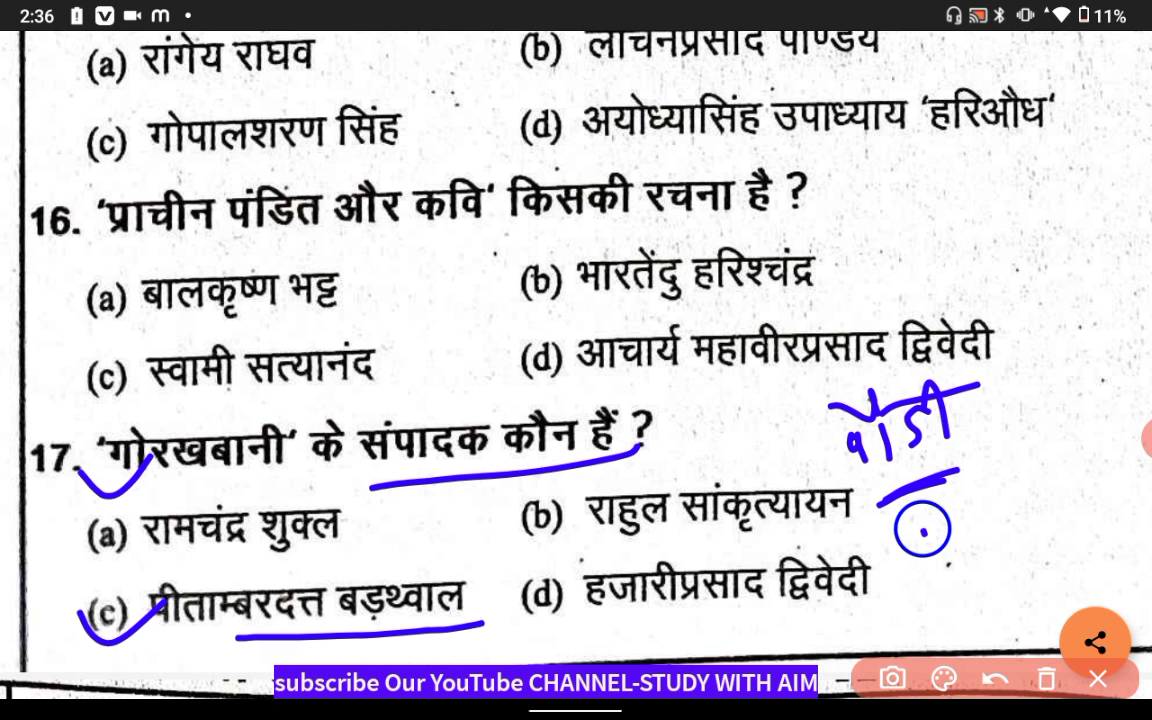 2:36
11%
(a) रांगेय राघव (b) लोचनप्रसाद पाण्डेय
(c) गोपालशरण सिंह (d) अयोध्यासिंह उपाध्याय 'हरिऔध'
16. 'प्राचीन पंडित और कवि' किसकी रचना है ?
(a) बालकृष्ण भट्ट (b) भारतेंदु हरिश्चंद्र
(c) स्वामी सत्यानंद (d) आचार्य महावीरप्रसाद द्विवेदी
17. 'गोरखबानी' के संपादक कौन हैं ?
(a) रामचंद्र शुक्ल (b) राहुल सांकृत्यायन
(c) पीताम्बरदत्त बड़थ्वाल (d) हजारीप्रसाद द्विवेदी
subscribe Our YouTube CHANNEL-STUDY WITH AIM